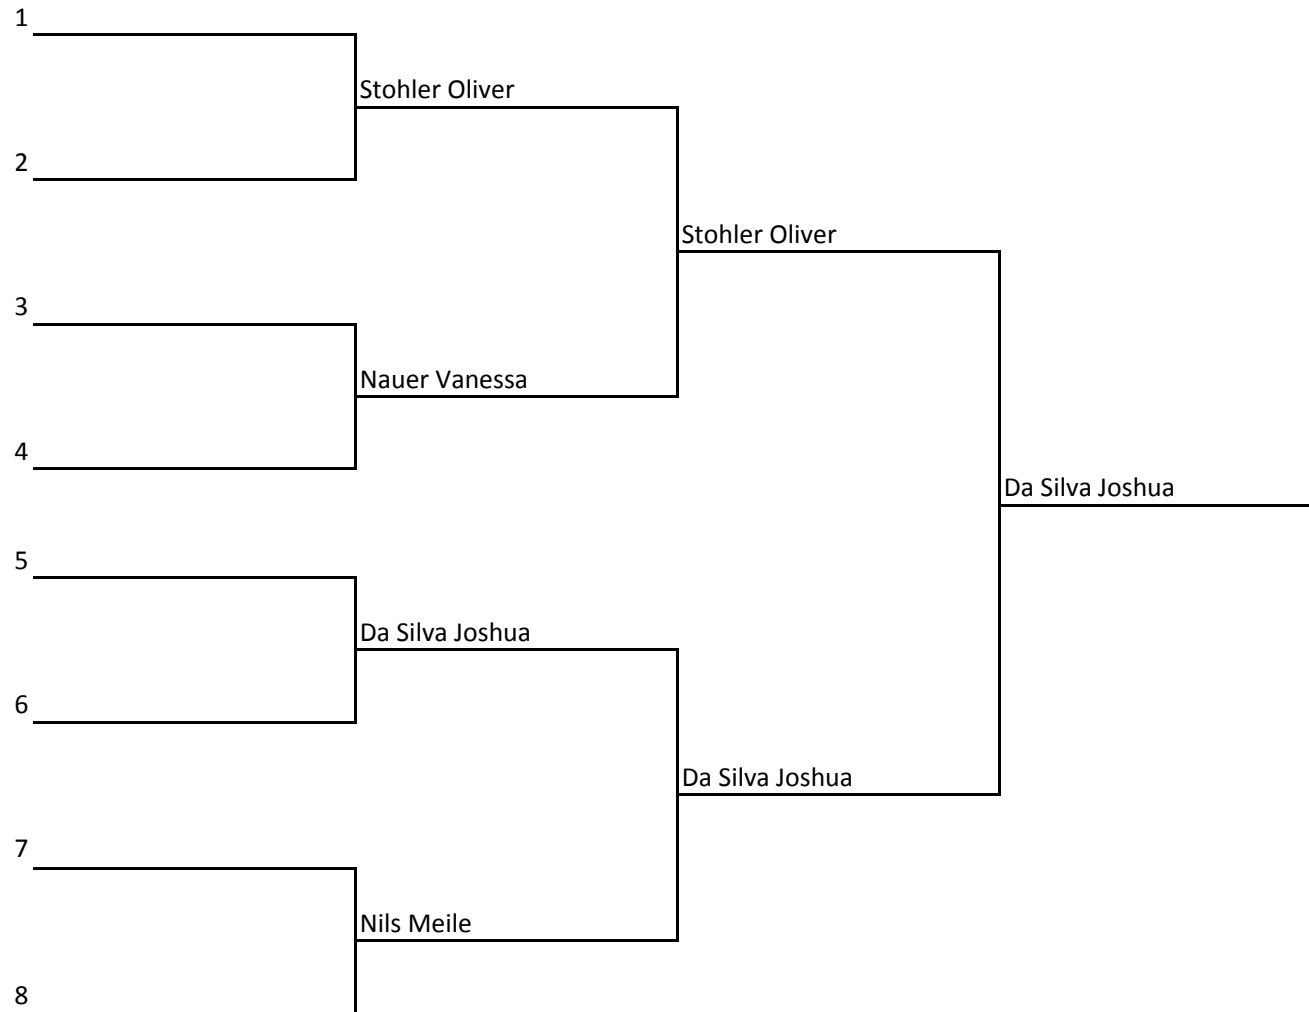 1
Stohler Oliver
2
Stohler Oliver
3
Nauer Vanessa
4
Da Silva Joshua
5
Da Silva Joshua
6
Da Silva Joshua
7
Nils Meile
8